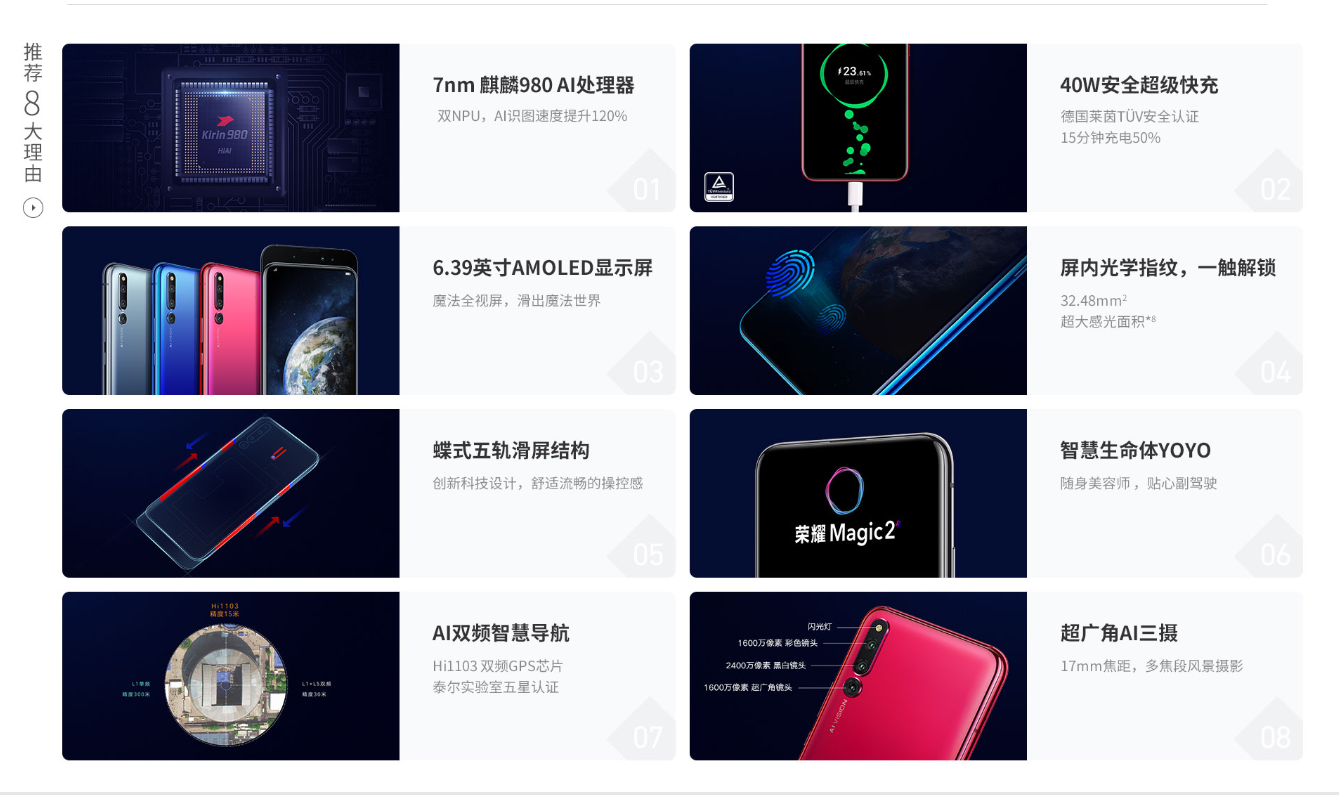 推荐8大理由
Kirin 980
HiAI
7nm 麒麟980 AI处理器
双NPU，AI识图速度提升120%
01
23.61%
40W安全超级快充
德国莱茵TÜV安全认证
15分钟充电50%
02
6.39英寸AMOLED显示屏
魔法全视屏，滑出魔法世界
03
屏内光学指纹，一触解锁
32.48mm²
超大感光面积*8
04
蝶式五轨滑屏结构
创新科技设计，舒适流畅的操控感
05
荣耀Magic2
智慧生命体YOYO
随身美容师 ，贴心副驾驶
06
Hi1103
精度15米
L1单频
精度300米
L1+L5双频
精度30米
AI双频智慧导航
Hi1103 双频GPS芯片
泰尔实验室五星认证
07
闪光灯
1600万像素 彩色镜头
2400万像素 黑白镜头
1600万像素 超广角镜头
AI VISION
超广角AI三摄
17mm焦距，多焦段风景摄影
08